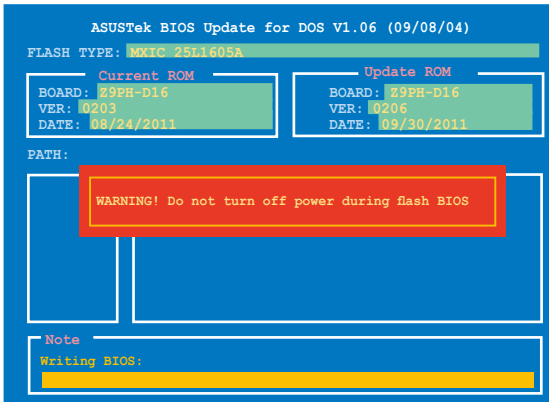 ASUSTek BIOS Update for DOS V1.06 (09/08/04)
FLASH TYPE: MXIC 25L1605A
Current ROM
BOARD: Z9PH-D16
VER: 0203
DATE: 08/24/2011
Update ROM
BOARD: Z9PH-D16
VER: 0206
DATE: 09/30/2011
PATH:
WARNING! Do not turn off power during flash BIOS
Note
Writing BIOS: